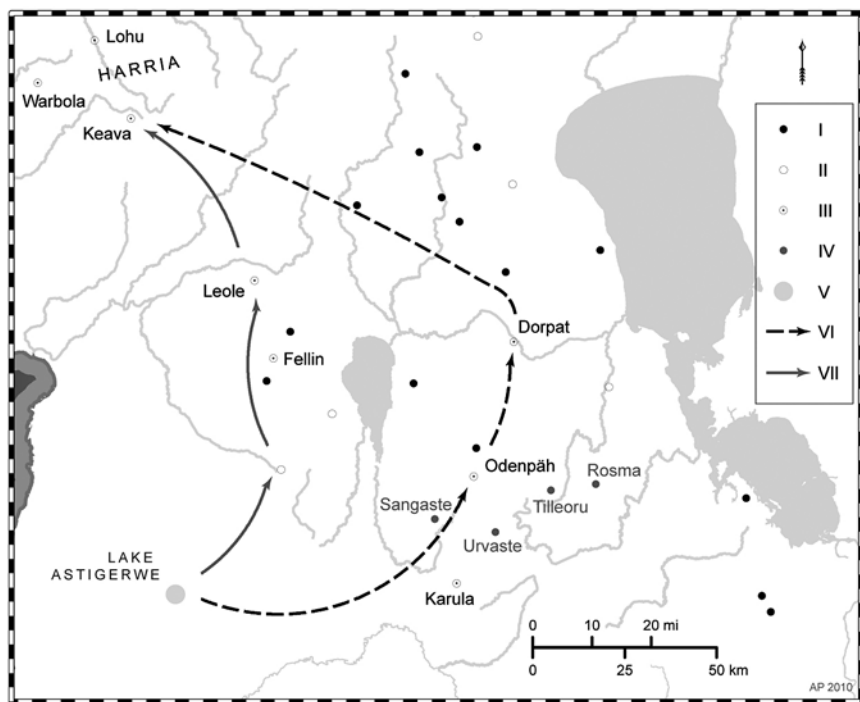 Lohu
HARRIA
Warbola
Keava
I
II
III
IV
V
VI
VII
Leole
Dorpat
Fellin
Odenpäh
Rosma
Sangaste
Tilleoru
Urvaste
LAKE
ASTIGERWE
Karula
0 10 20 mi
0 25 50 km
AP 2010